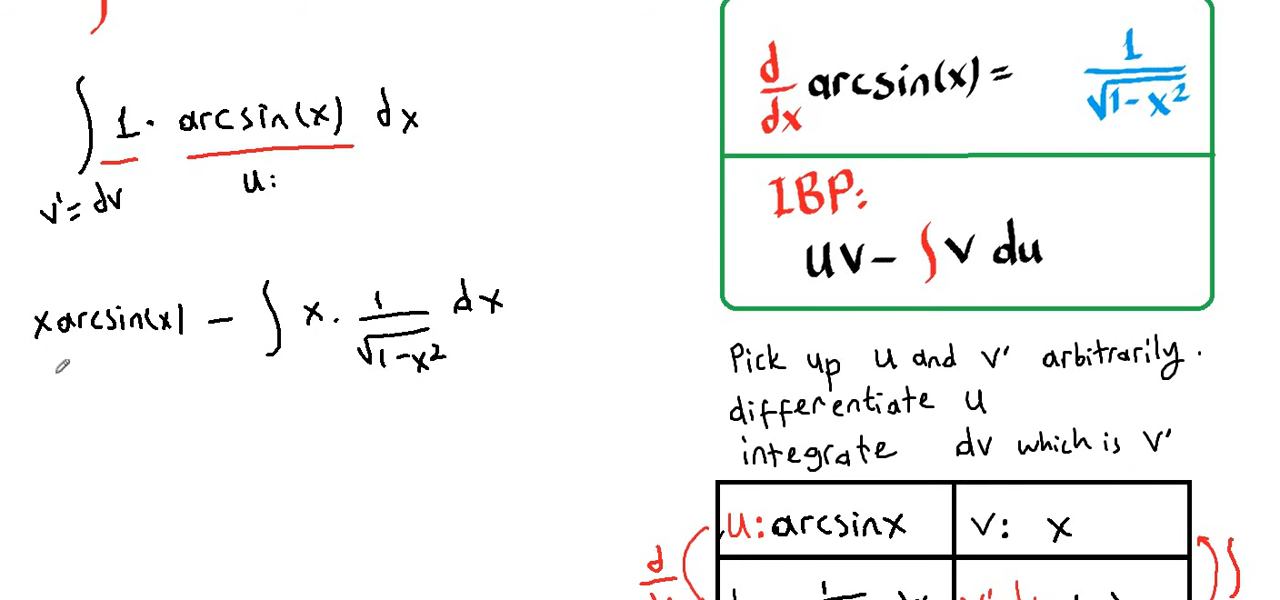 ∫ 1 · arcsin(x) dx
v'= dv
u:
x arcsin(x) − ∫ x · 1/√(1−x²) dx
d/dx arcsin(x) = 1/√(1−x²)
IBP:
uv − ∫ v du
Pick up u and v' arbitrarily.
differentiate u
integrate dv which is v'
u: arcsinx
v: x
∫